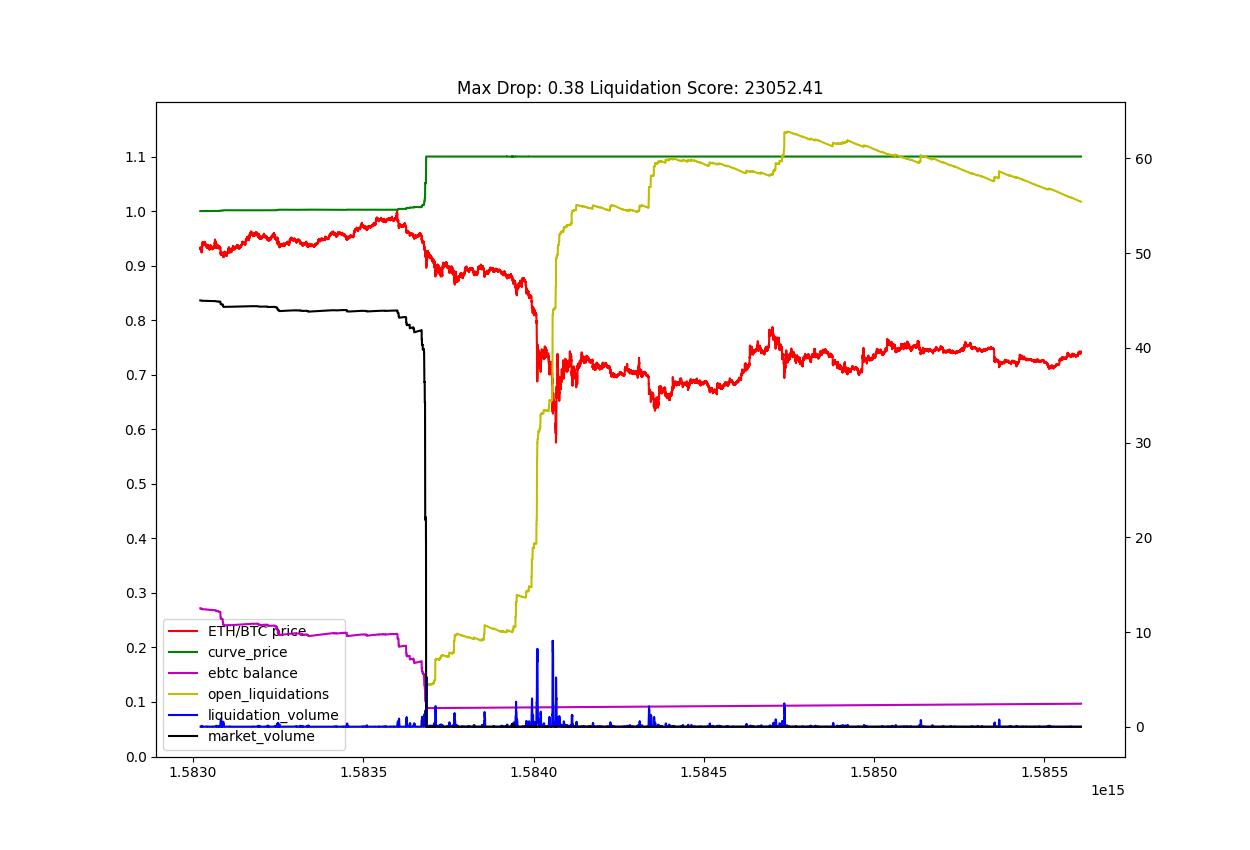 Max Drop: 0.38 Liquidation Score: 23052.41
1.1
1.0
0.9
0.8
0.7
0.6
0.5
0.4
0.3
0.2
0.1
0.0
60
50
40
30
20
10
0
ETH/BTC price
curve_price
ebtc balance
open_liquidations
liquidation_volume
market_volume
1.5830 1.5835 1.5840 1.5845 1.5850 1.5855
1e15